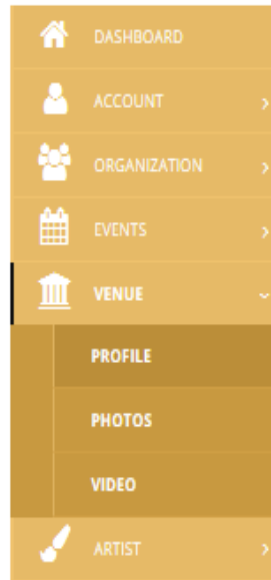 DASHBOARD
ACCOUNT
ORGANIZATION
EVENTS
VENUE
PROFILE
PHOTOS
VIDEO
ARTIST